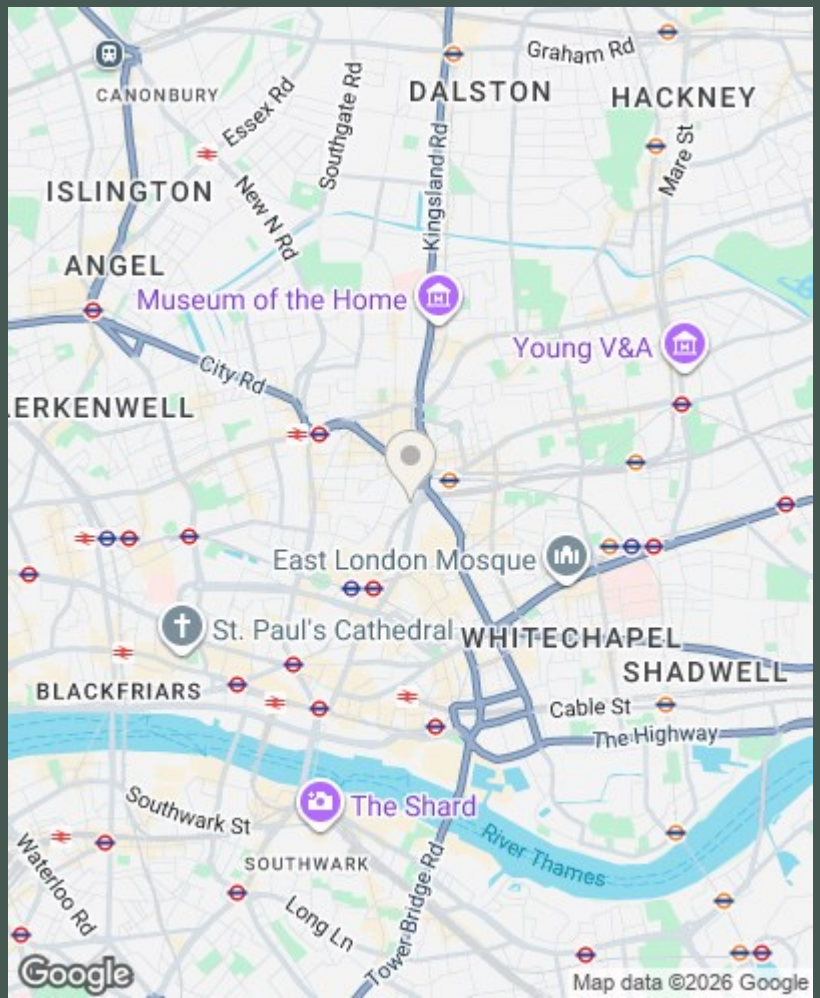 Graham Rd
CANONBURY
DALSTON
HACKNEY
Essex Rd
Southgate Rd
Kingsland Rd
Mare St
ISLINGTON
New N Rd
ANGEL
Museum of the Home
Young V&A
City Rd
LERKENWELL
East London Mosque
St. Paul's Cathedral
WHITECHAPEL
SHADWELL
BLACKFRIARS
Cable St
The Highway
The Shard
Southwark St
River Thames
Waterloo Rd
SOUTHWARK
Long Ln
Tower Bridge Rd
Google
Map data ©2026 Google